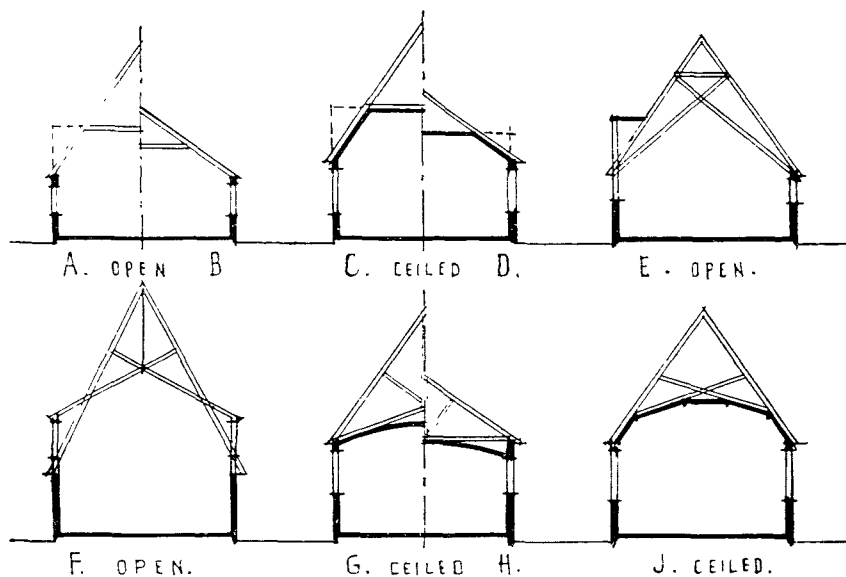 A. OPEN B
C. CEILED D.
E. OPEN.
F. OPEN.
G. CEILED H.
J. CEILED.